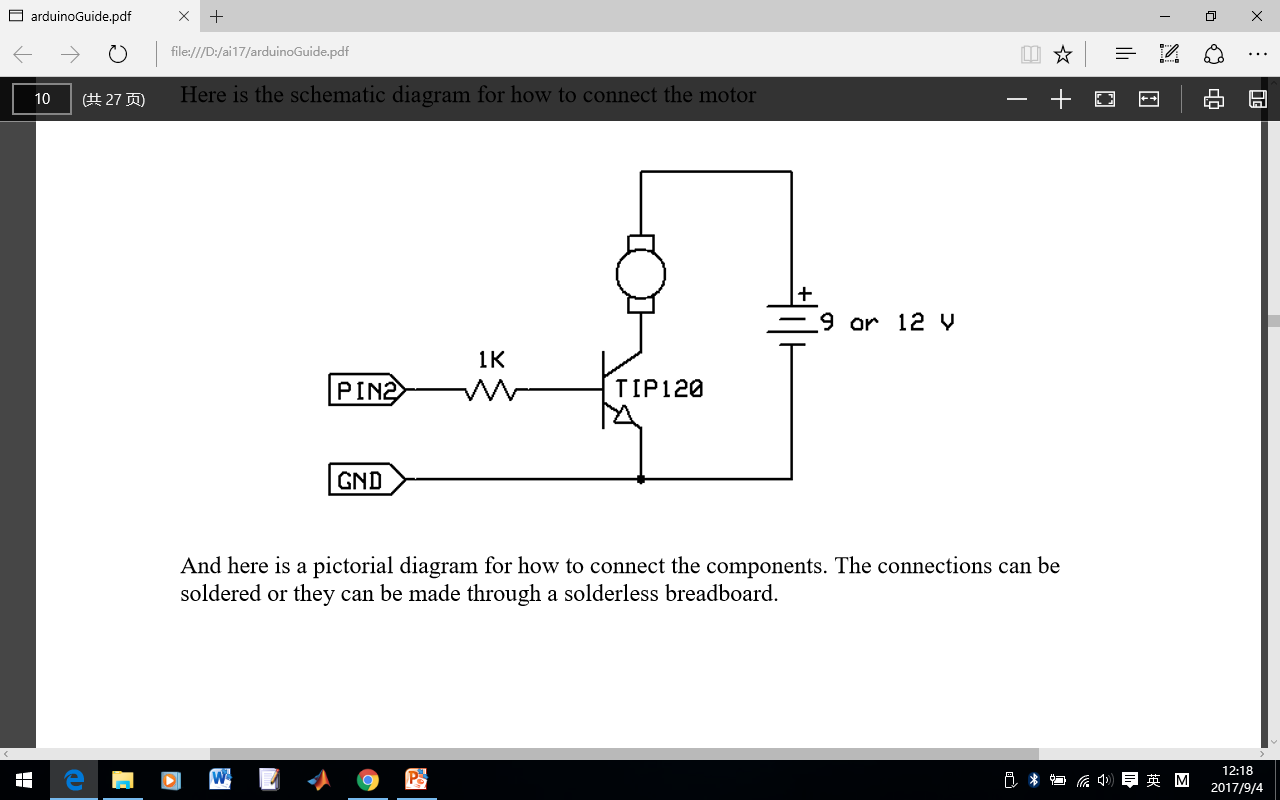 arduinoGuide.pdf
file:///D:/ai17/arduinoGuide.pdf
10 (共 27 页)
Here is the schematic diagram for how to connect the motor
+
9 or 12 V
1K
PIN2
TIP120
GND
And here is a pictorial diagram for how to connect the components. The connections can be
soldered or they can be made through a solderless breadboard.
英 M
12:18
2017/9/4